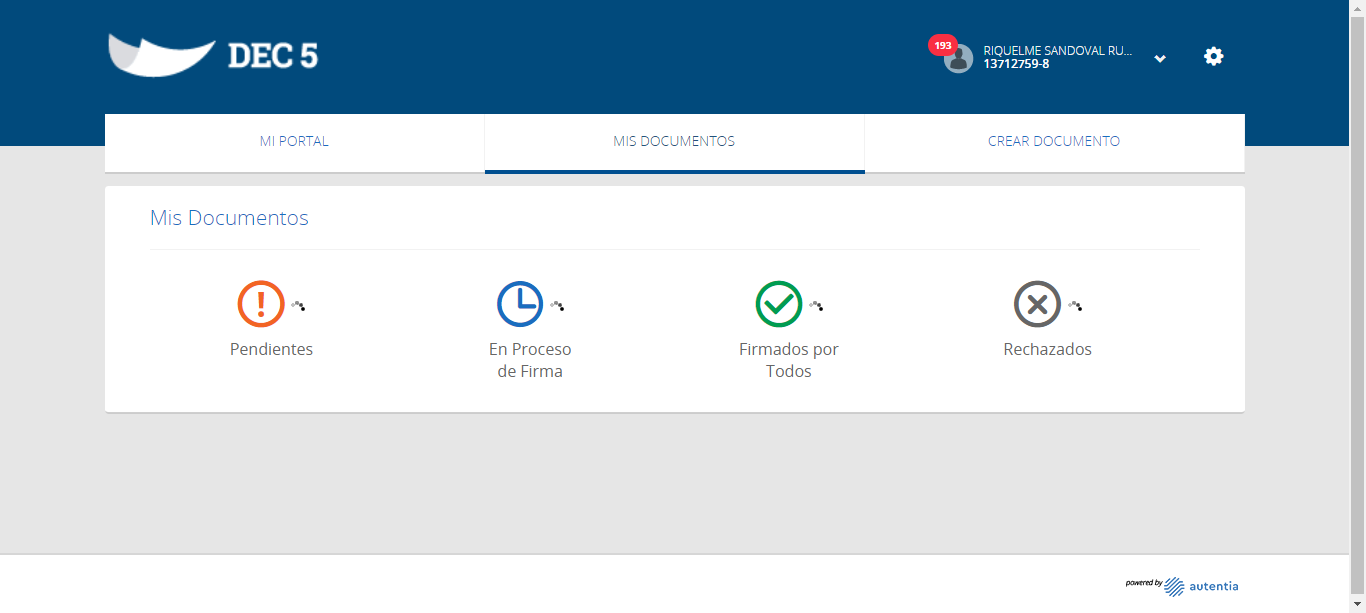 DEC 5
193
RIQUELME SANDOVAL RU...
13712759-8
MI PORTAL
MIS DOCUMENTOS
CREAR DOCUMENTO
Mis Documentos
Pendientes
En Proceso
de Firma
Firmados por
Todos
Rechazados
powered by autentia